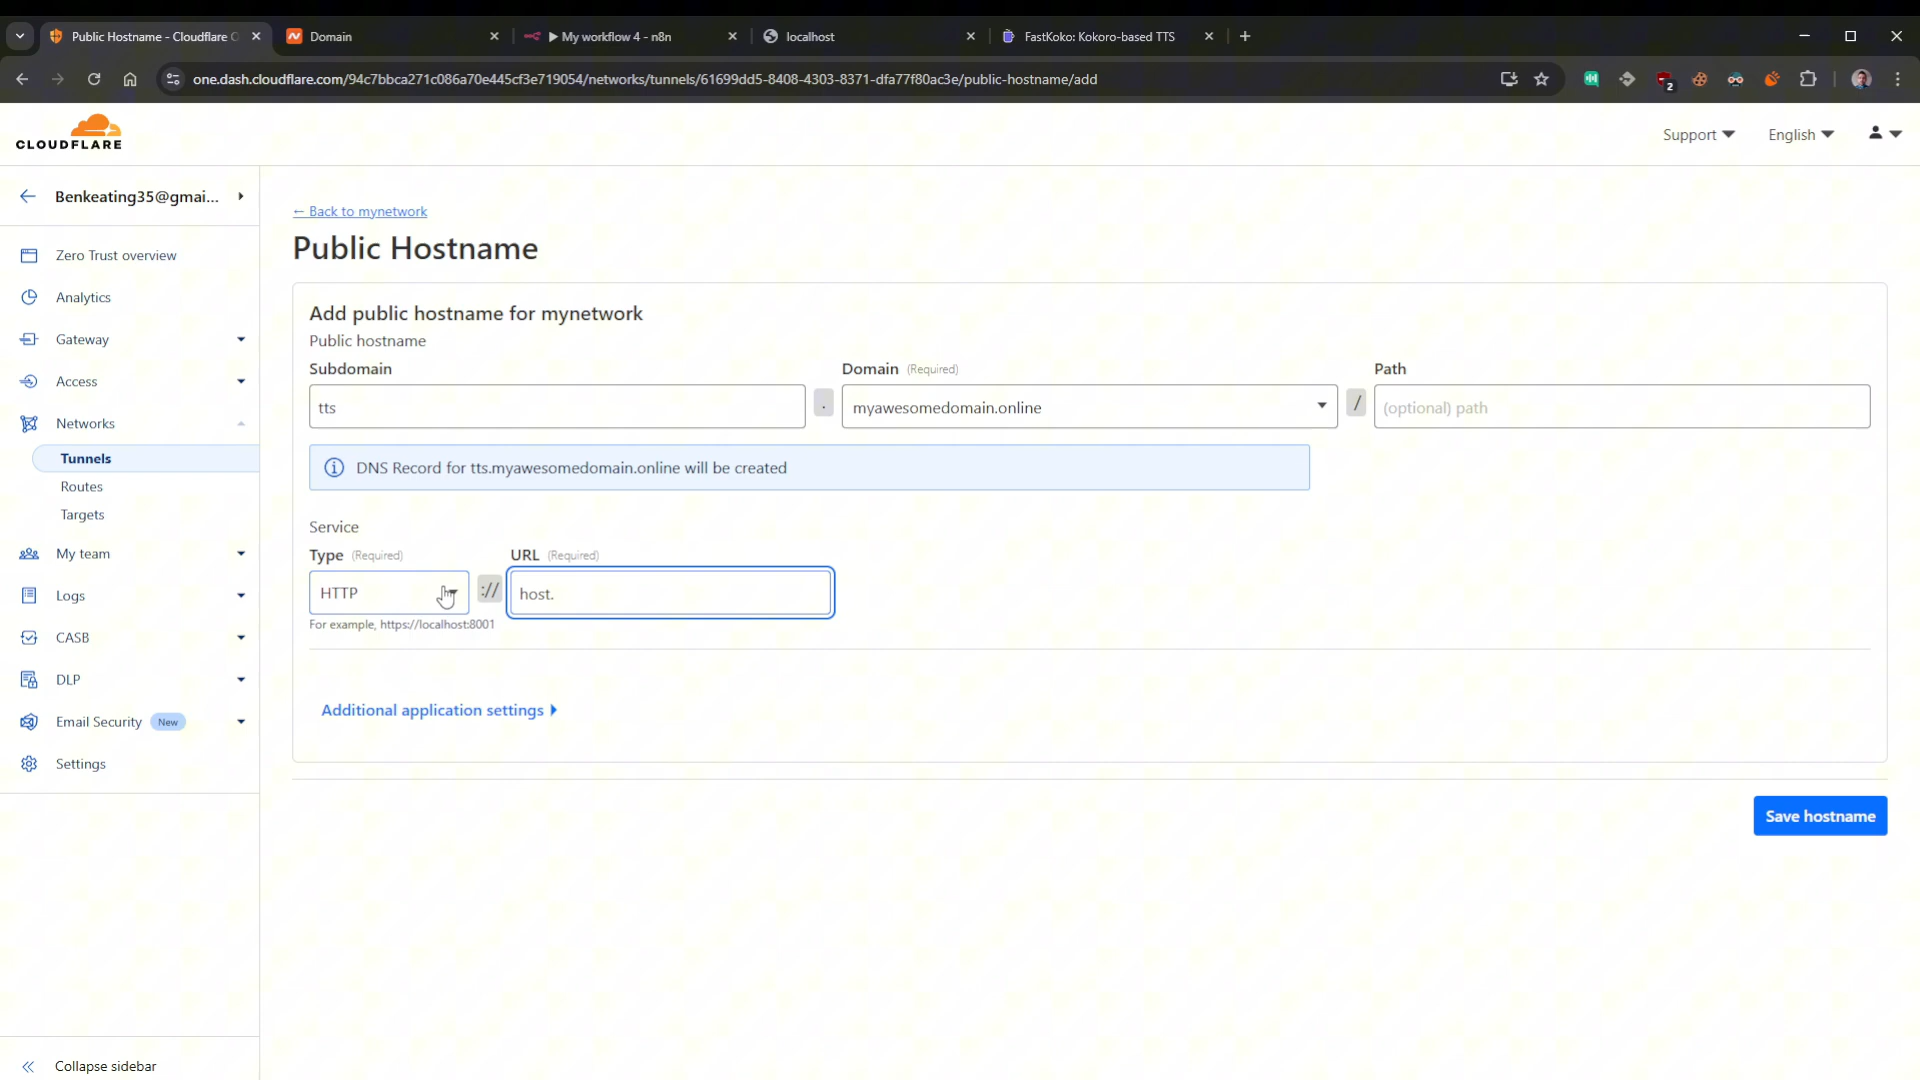 Public Hostname - Cloudflare O
Domain
▶ My workflow 4 - n8n
localhost
FastKoko: Kokoro-based TTS
one.dash.cloudflare.com/94c7bbca271c086a70e445cf3e719054/networks/tunnels/61699dd5-8408-4303-8371-dfa77f80ac3e/public-hostname/add
2
CLOUDFLARE
Support
English
Benkeating35@gmai...
Zero Trust overview
Analytics
Gateway
Access
Networks
Tunnels
Routes
Targets
My team
Logs
CASB
DLP
Email Security New
Settings
Collapse sidebar
← Back to mynetwork
Public Hostname
Add public hostname for mynetwork
Public hostname
Subdomain
Domain (Required)
Path
tts
.
myawesomedomain.online
/
(optional) path
DNS Record for tts.myawesomedomain.online will be created
Service
Type (Required)
URL (Required)
HTTP
://
host.
For example, https://localhost:8001
Additional application settings
Save hostname